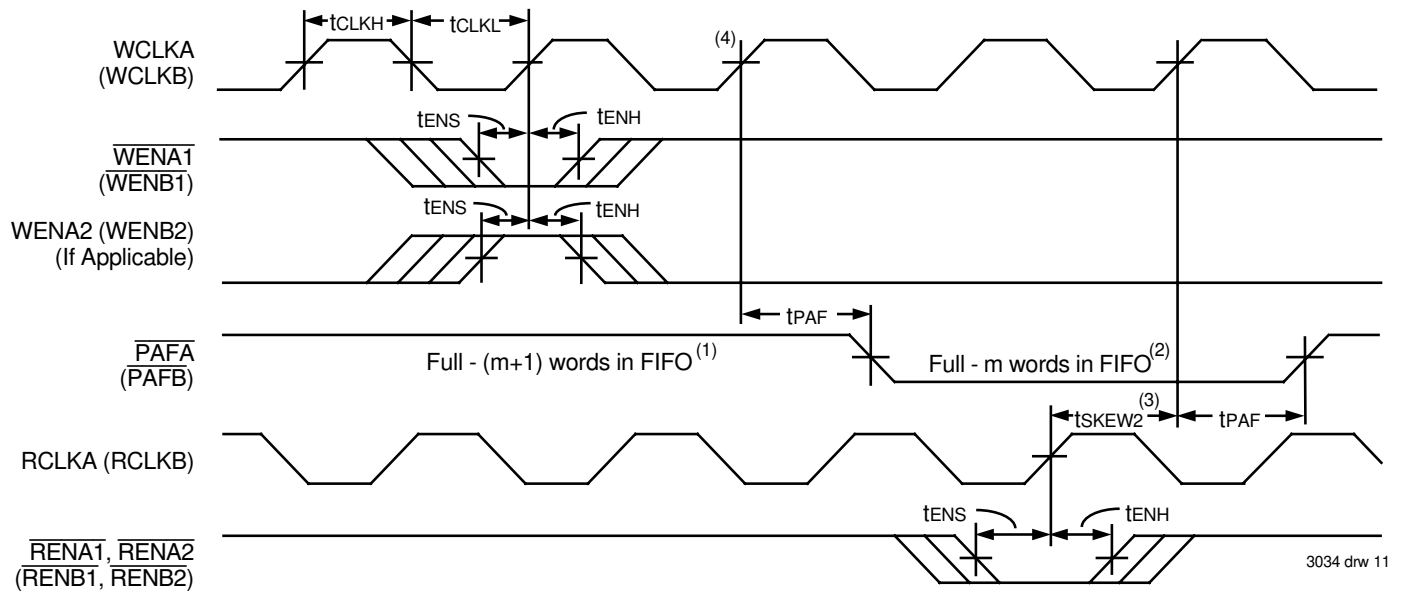 tCLKH tCLKL
WCLKA
(WCLKB)
(4)
tENS tENH
WENA1
(WENB1)
tENS tENH
WENA2 (WENB2)
(If Applicable)
tPAF
PAFA
(PAFB)
Full - (m+1) words in FIFO(1)
Full - m words in FIFO(2)
tSKEW2(3) tPAF
RCLKA (RCLKB)
tENS tENH
RENA1, RENA2
(RENB1, RENB2)
3034 drw 11